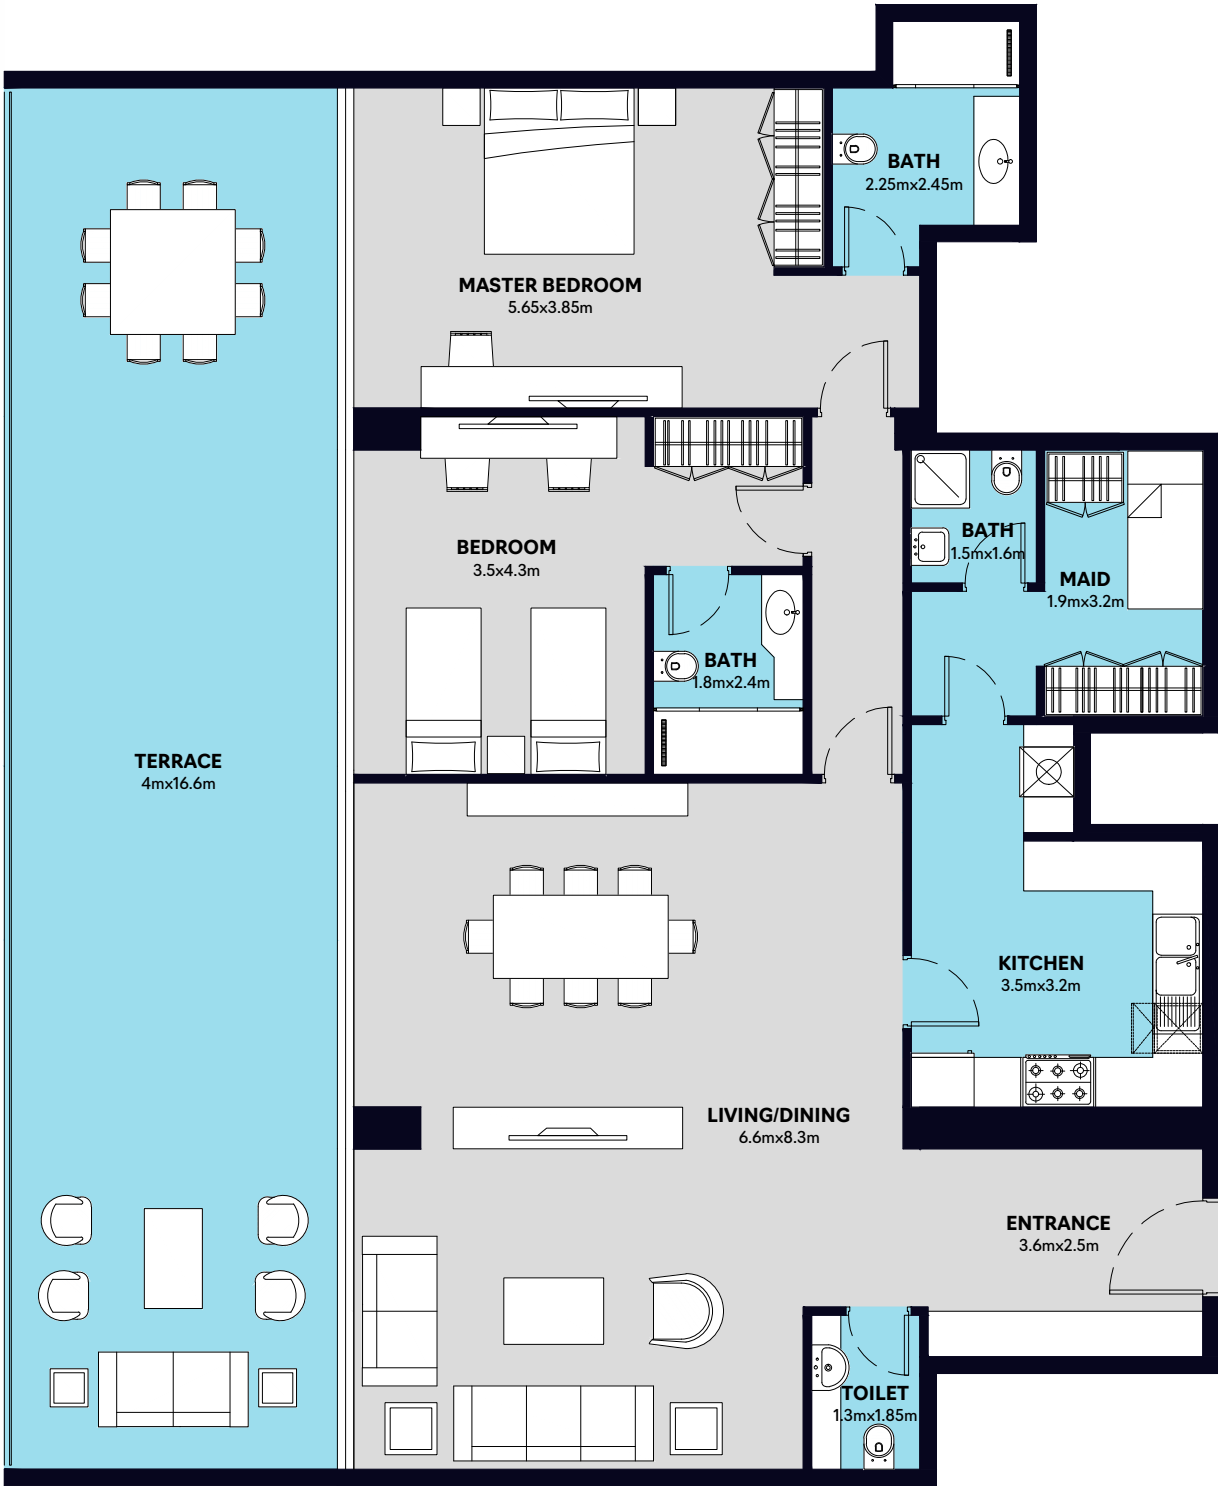 BATH
2.25mx2.45m
MASTER BEDROOM
5.65x3.85m
BEDROOM
3.5x4.3m
BATH
1.5mx1.6m
MAID
1.9mx3.2m
BATH
1.8mx2.4m
TERRACE
4mx16.6m
KITCHEN
3.5mx3.2m
LIVING/DINING
6.6mx8.3m
ENTRANCE
3.6mx2.5m
TOILET
1.3mx1.85m